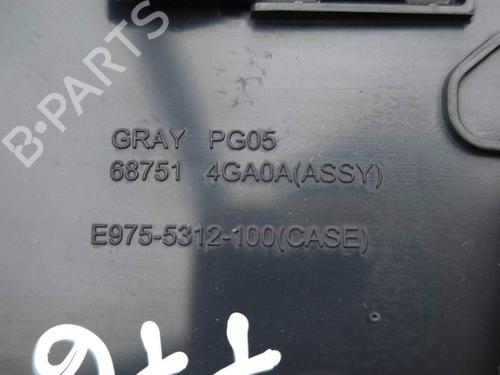 B-PARTS
GRAY PG05
68751 4GA0A(ASSY)
E975-5312-100(CASE)